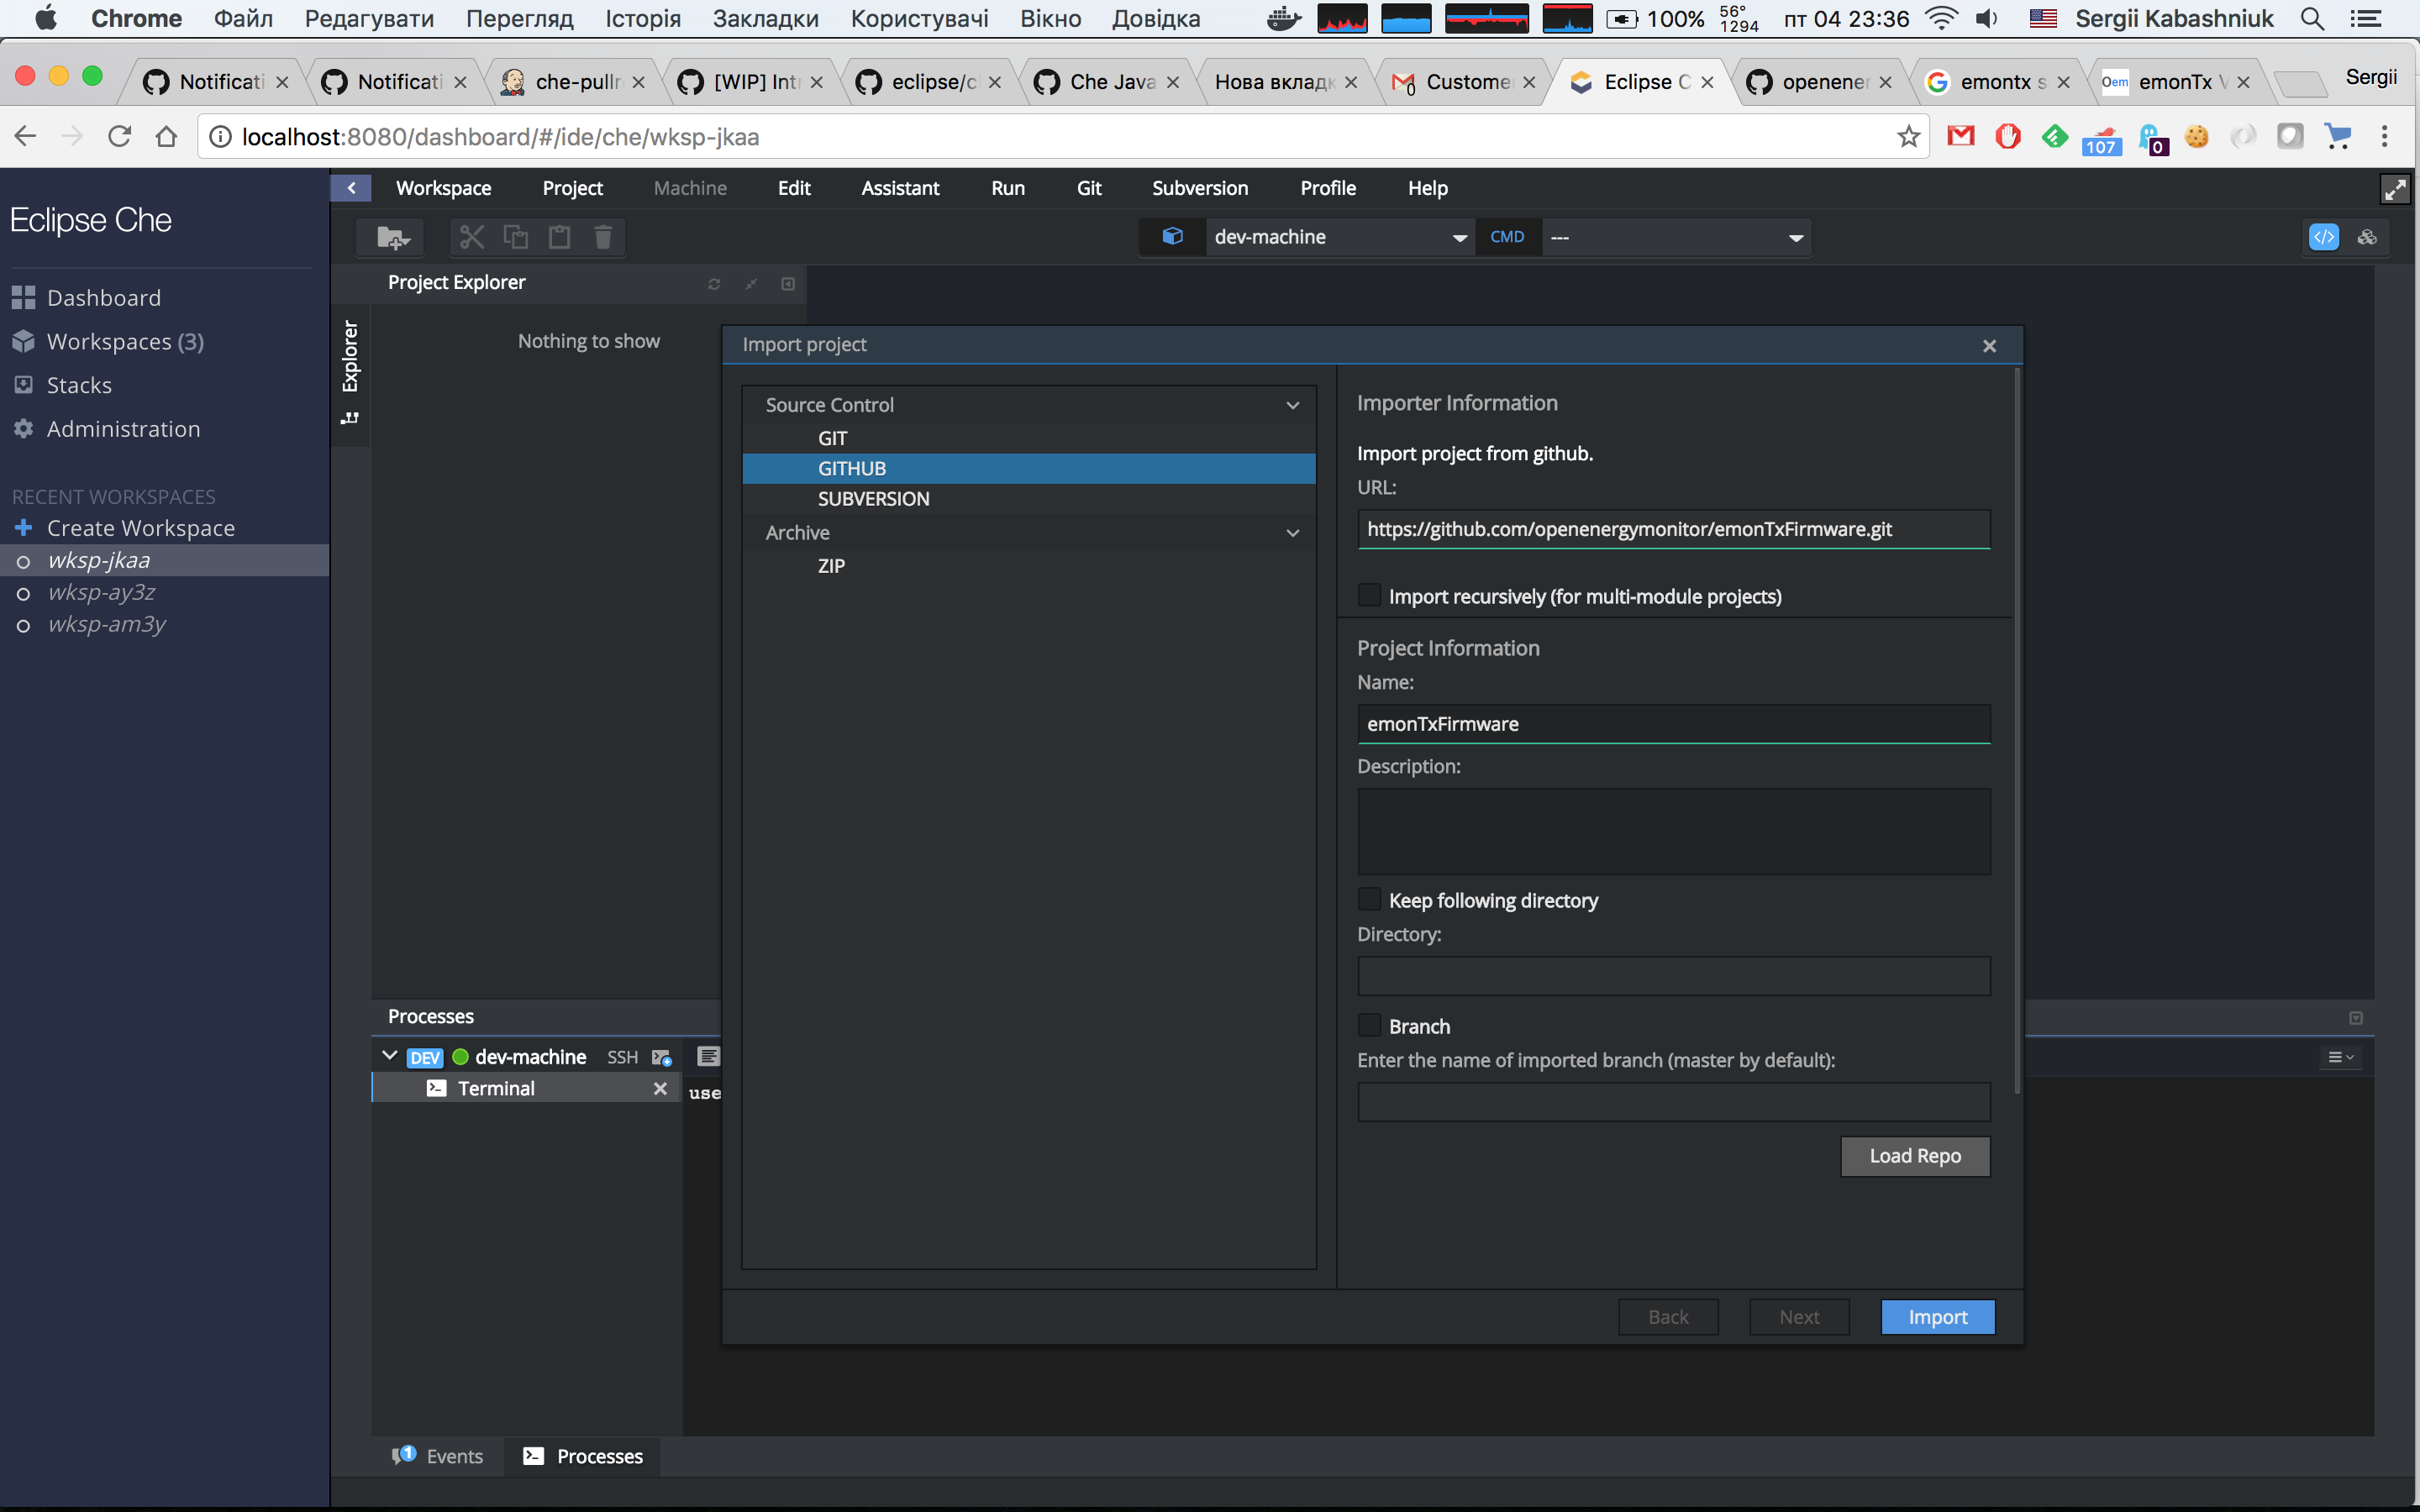 Chrome Файл Редагувати Перегляд Історія Закладки Користувачі Вікно Довідка 100% 56° 1294 пт 04 23:36 Sergii Kabashniuk
Notificati Notificati che-pullr [WIP] Intr eclipse/c Che Java Нова вкладк Custome Eclipse C openener emontx s Oem emonTx V Sergii
localhost:8080/dashboard/#/ide/che/wksp-jkaa 107 0
Workspace Project Machine Edit Assistant Run Git Subversion Profile Help
Eclipse Che
dev-machine CMD ---
Dashboard
Workspaces (3)
Stacks
Administration
RECENT WORKSPACES
Create Workspace
wksp-jkaa
wksp-ay3z
wksp-am3y
Project Explorer
Explorer
Nothing to show
Import project
Source Control
GIT
GITHUB
SUBVERSION
Archive
ZIP
Importer Information
Import project from github.
URL:
https://github.com/openenergymonitor/emonTxFirmware.git
Import recursively (for multi-module projects)
Project Information
Name:
emonTxFirmware
Description:
Keep following directory
Directory:
Branch
Enter the name of imported branch (master by default):
Load Repo
Back Next Import
Processes
DEV dev-machine SSH
Terminal
use
1 Events Processes